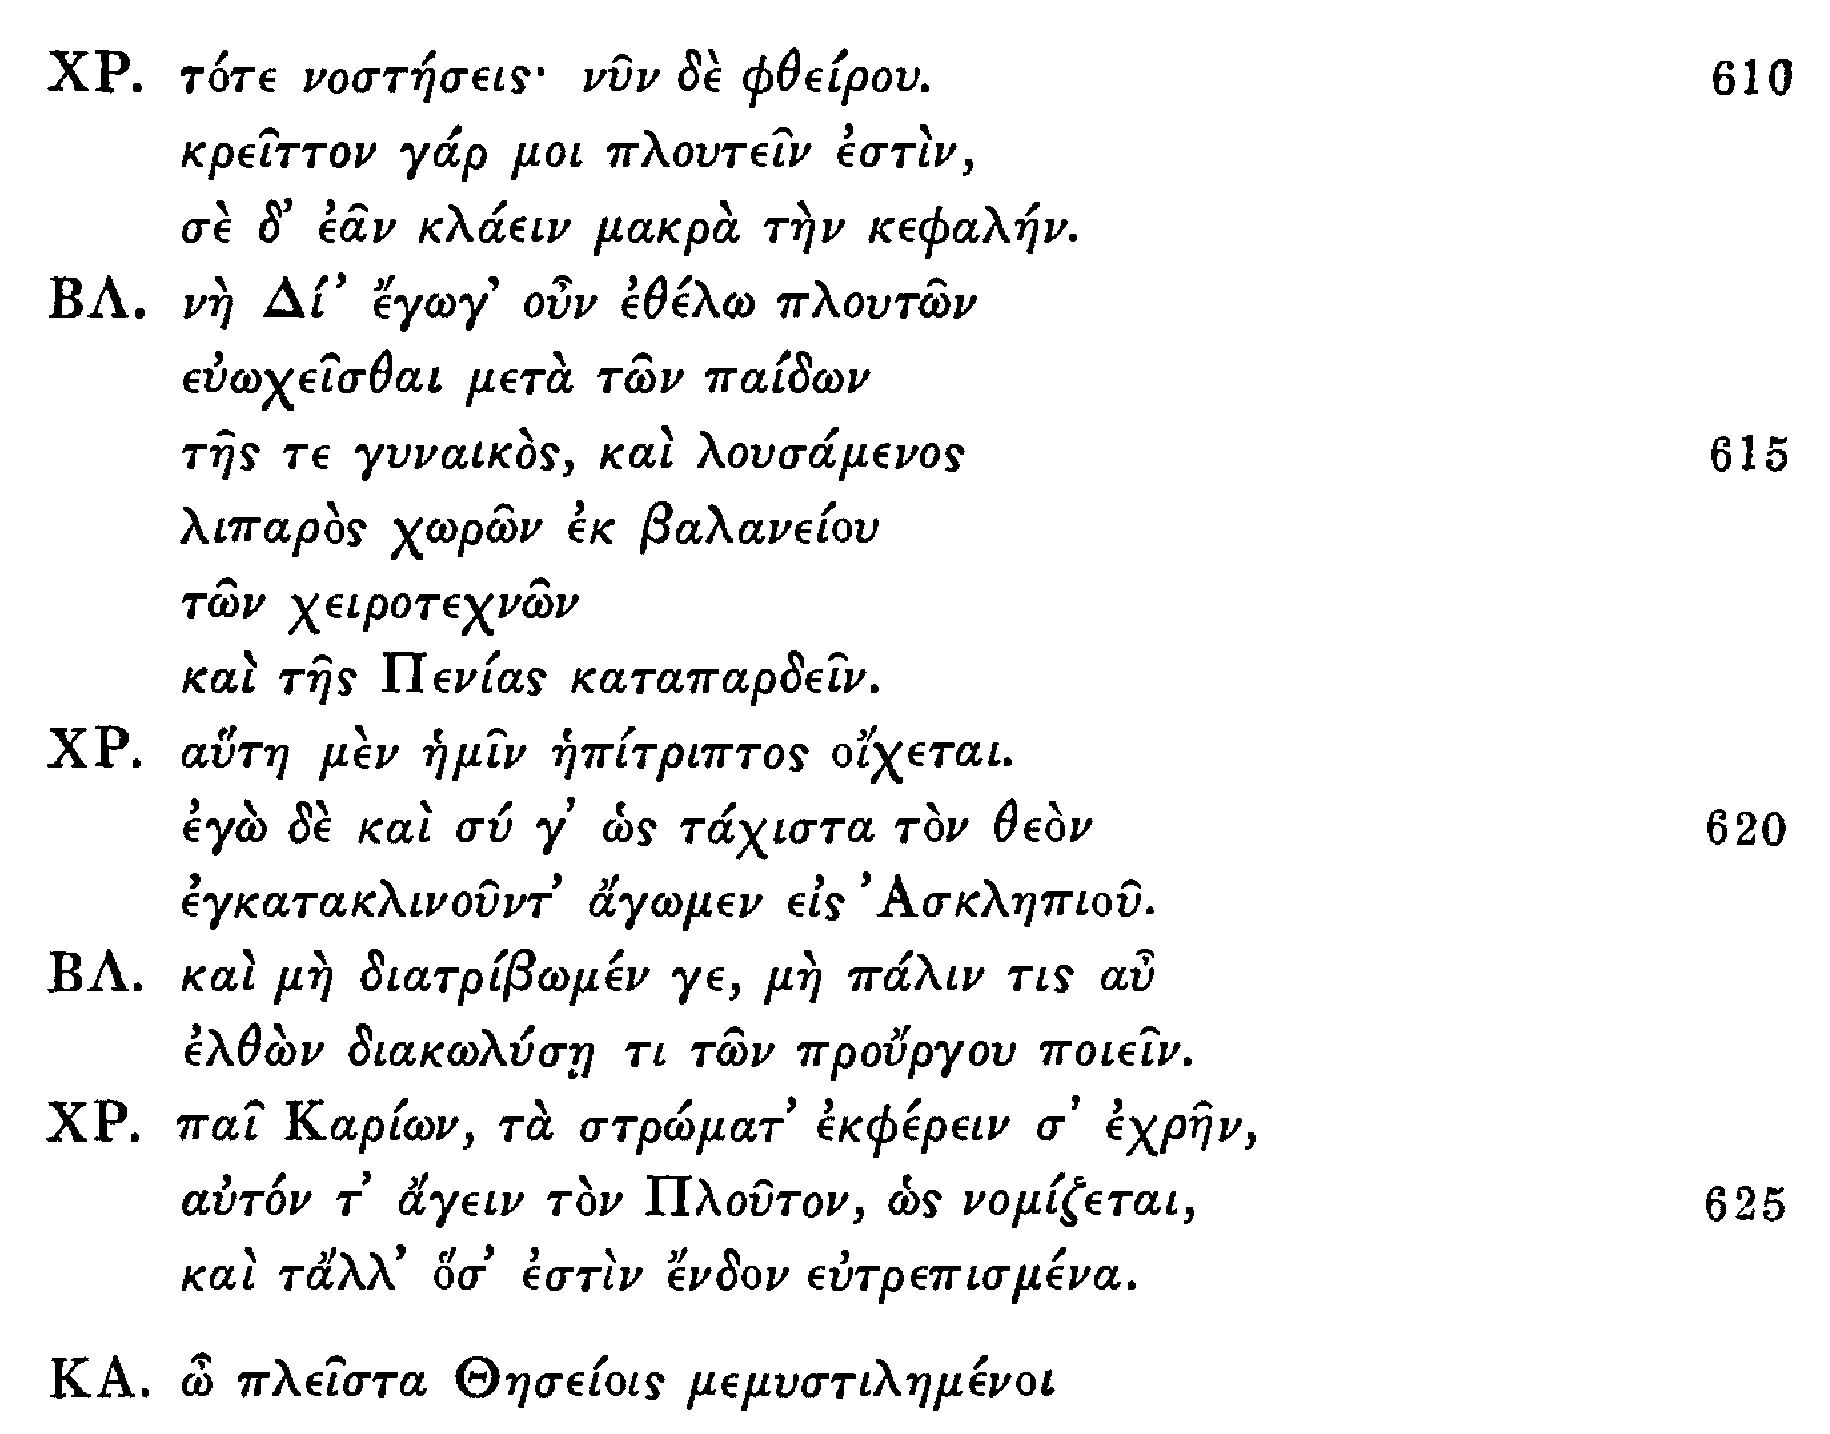 ΧΡ. τότε νοστήσεις· νῦν δὲ φθείρου. 610
κρεῖττον γάρ μοι πλουτεῖν ἐστὶν,
σὲ δ’ ἐᾶν κλάειν μακρὰ τὴν κεφαλήν.
ΒΛ. νὴ Δί’ ἔγωγ’ οὖν ἐθέλω πλουτῶν
εὐωχεῖσθαι μετὰ τῶν παίδων
τῆς τε γυναικὸς, καὶ λουσάμενος 615
λιπαρὸς χωρῶν ἐκ βαλανείου
τῶν χειροτεχνῶν
καὶ τῆς Πενίας καταπαρδεῖν.
ΧΡ. αὕτη μὲν ἡμῖν ἡπίτριπτος οἴχεται.
ἐγὼ δὲ καὶ σύ γ’ ὡς τάχιστα τὸν θεὸν 620
ἐγκατακλινοῦντ’ ἄγωμεν εἰς Ἀσκληπιοῦ.
ΒΛ. καὶ μὴ διατρίβωμέν γε, μὴ πάλιν τις αὖ
ἐλθὼν διακωλύσῃ τι τῶν προὔργου ποιεῖν.
ΧΡ. παῖ Καρίων, τὰ στρώματ’ ἐκφέρειν σ’ ἐχρῆν,
αὐτόν τ’ ἄγειν τὸν Πλοῦτον, ὡς νομίζεται, 625
καὶ τἄλλ’ ὅσ’ ἐστὶν ἔνδον εὐτρεπισμένα.
ΚΑ. ὦ πλεῖστα Θησείοις μεμυστιλημένοι